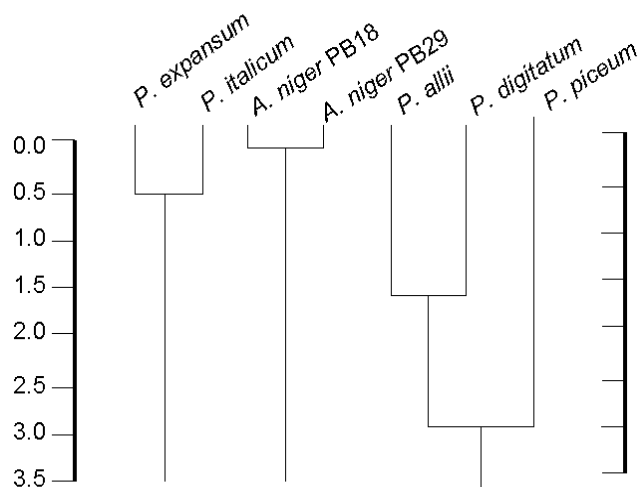 P. expansum
P. italicum
A. niger PB18
A. niger PB29
P. allii
P. digitatum
P. piceum
0.0
0.5
1.0
1.5
2.0
2.5
3.0
3.5